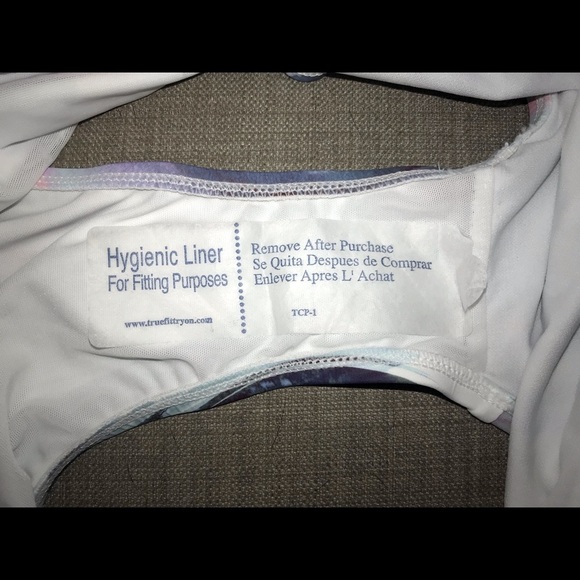 Hygienic Liner
For Fitting Purposes
www.truefittryon.com
Remove After Purchase
Se Quita Despues de Comprar
Enlever Apres L' Achat
TCP-1